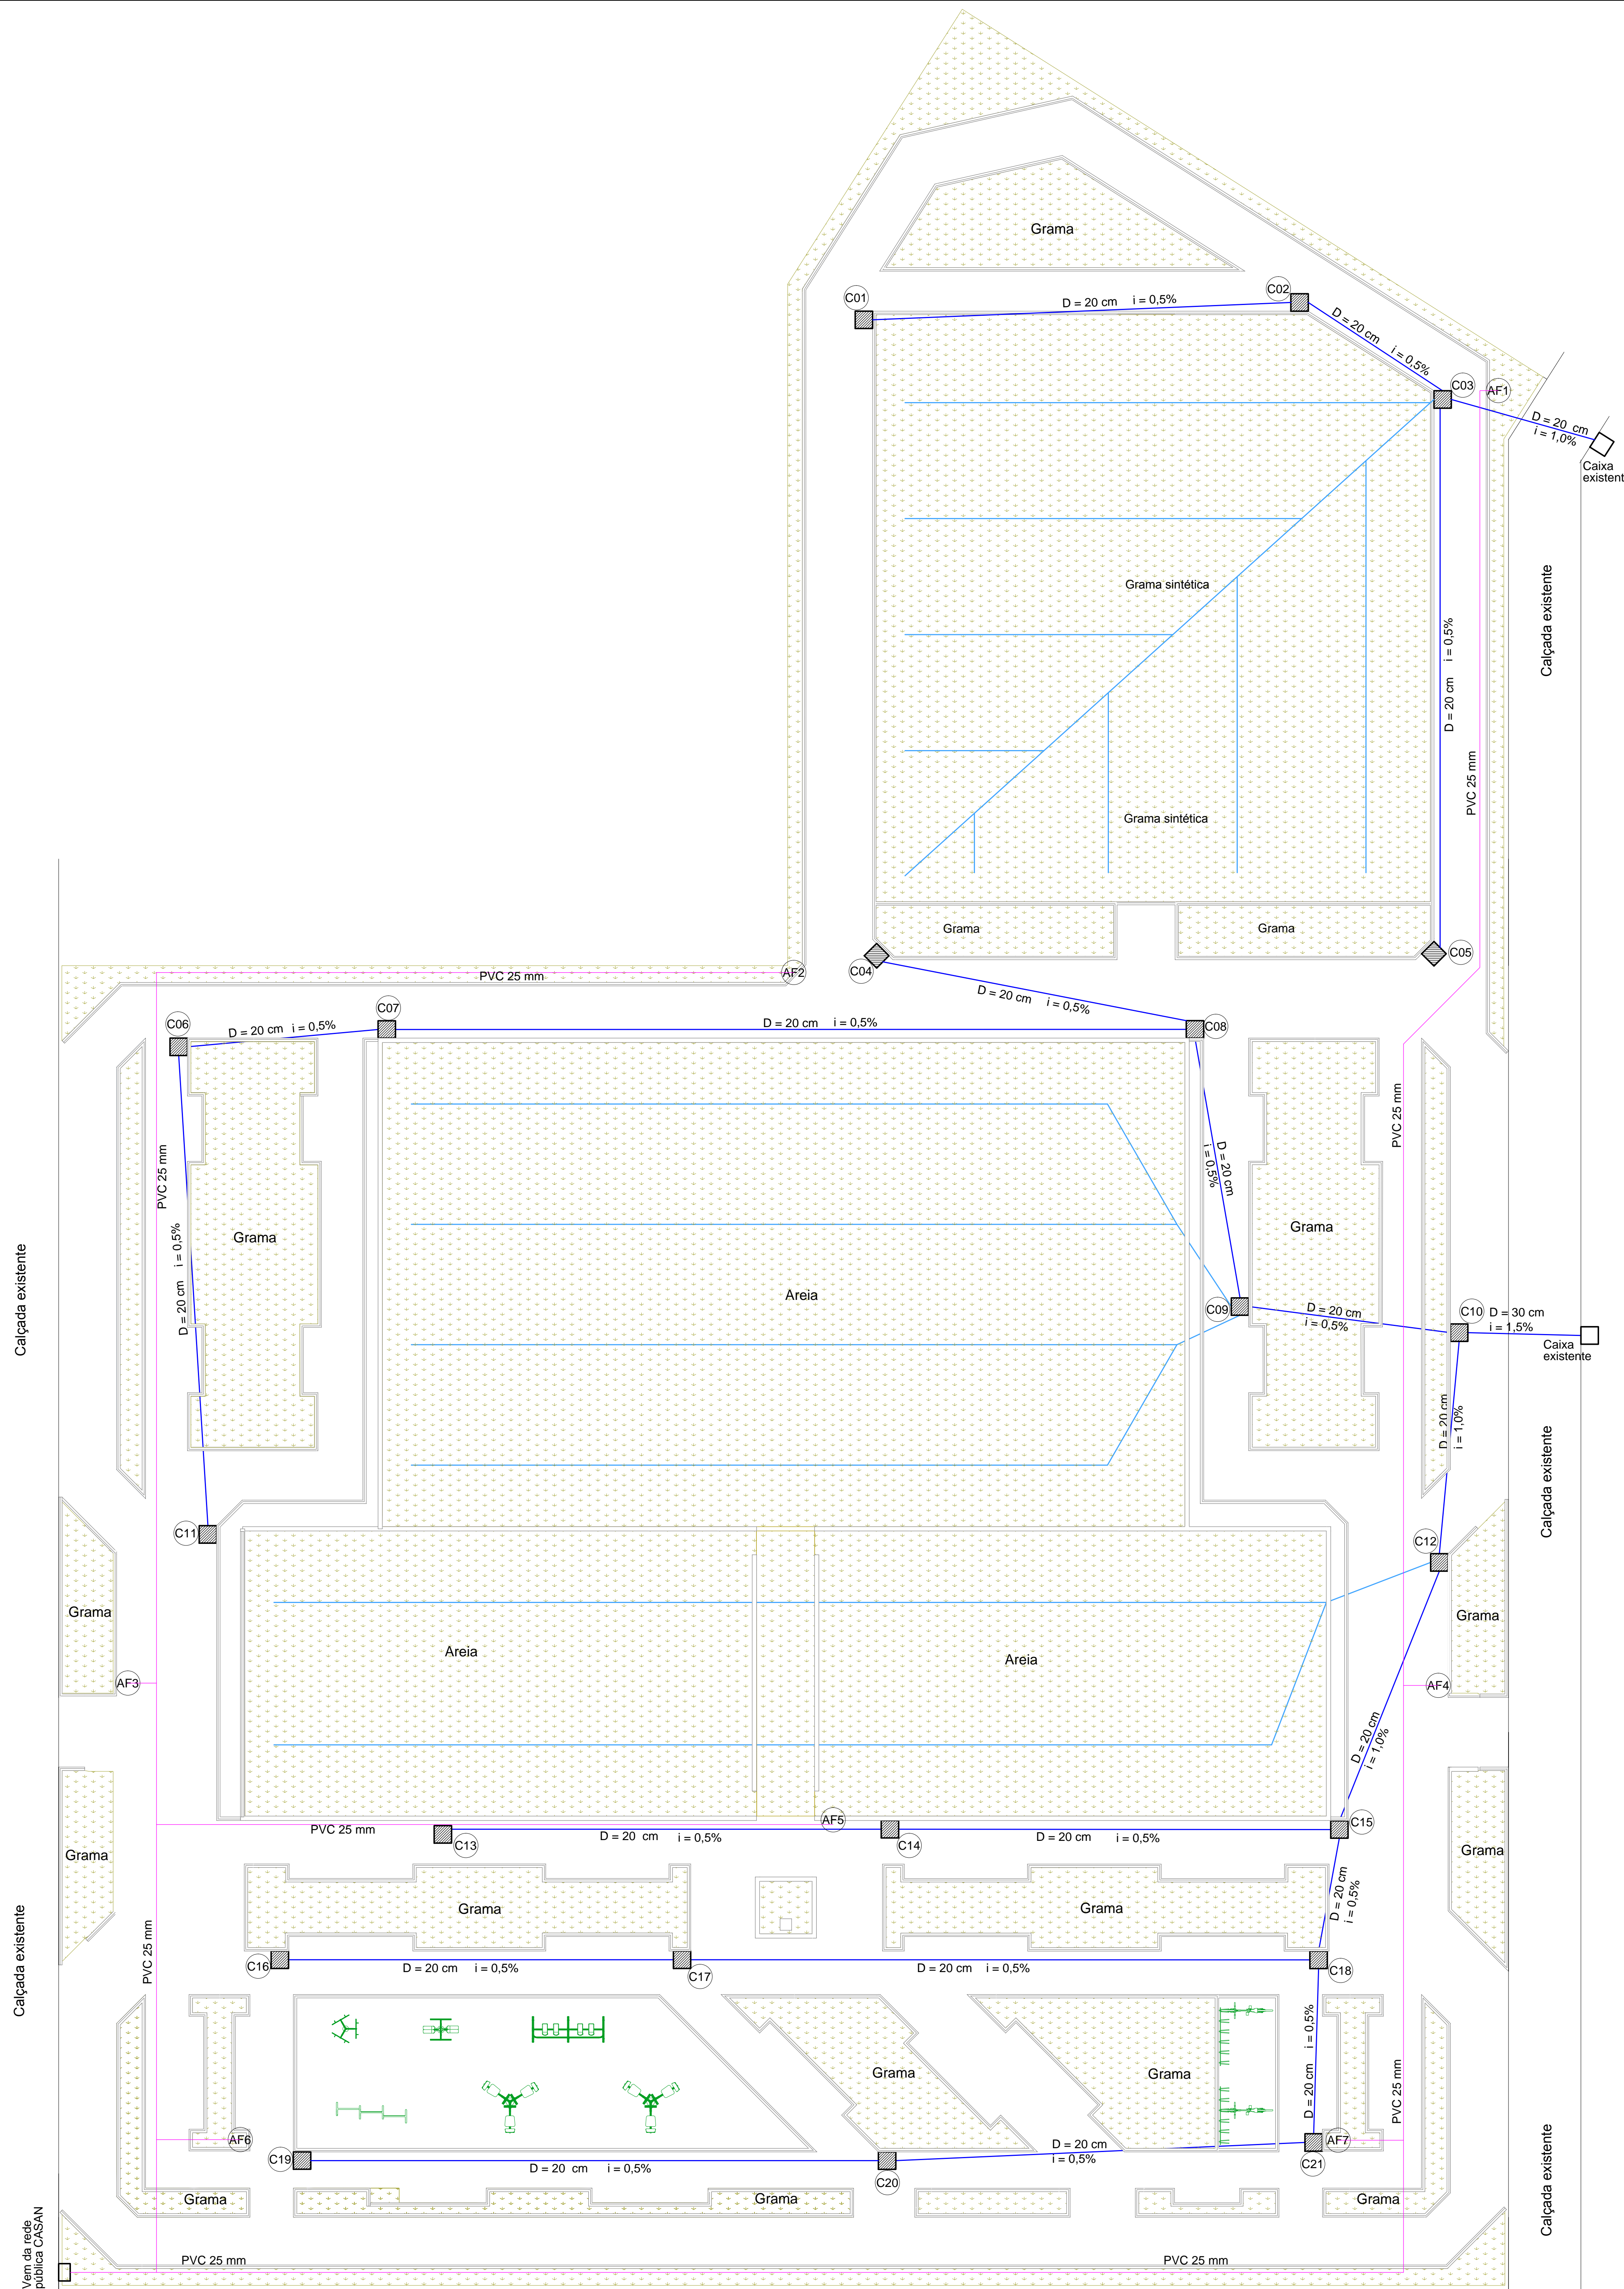 Grama
C01
D = 20 cm i = 0,5%
C02
D = 20 cm i = 0,5%
C03
AF1
D = 20 cm
i = 1,0%
Caixa
existent
Calçada existente
Grama sintética
D = 20 cm i = 0,5%
PVC 25 mm
Grama sintética
Grama
Grama
C04
C05
AF2
PVC 25 mm
D = 20 cm i = 0,5%
C06
C07
D = 20 cm i = 0,5%
D = 20 cm i = 0,5%
C08
PVC 25 mm
PVC 25 mm
D = 20 cm
i = 0,5%
D = 20 cm i = 0,5%
Grama
Grama
Calçada existente
Areia
C09
D = 20 cm
i = 0,5%
C10
D = 30 cm
i = 1,5%
Caixa
existente
D = 20 cm
i = 1,0%
Calçada existente
C11
C12
Grama
Grama
Areia
Areia
AF3
AF4
D = 20 cm
i = 1,0%
PVC 25 mm
C13
D = 20 cm i = 0,5%
AF5
C14
D = 20 cm i = 0,5%
C15
Grama
Grama
D = 20 cm
i = 0,5%
Grama
Grama
Calçada existente
PVC 25 mm
C16
D = 20 cm i = 0,5%
C17
D = 20 cm i = 0,5%
C18
D = 20 cm i = 0,5%
Grama
Grama
PVC 25 mm
AF6
AF7
C19
D = 20 cm i = 0,5%
C20
D = 20 cm
i = 0,5%
C21
Calçada existente
Grama
Grama
Grama
Vem da rede
pública CASAN
PVC 25 mm
PVC 25 mm